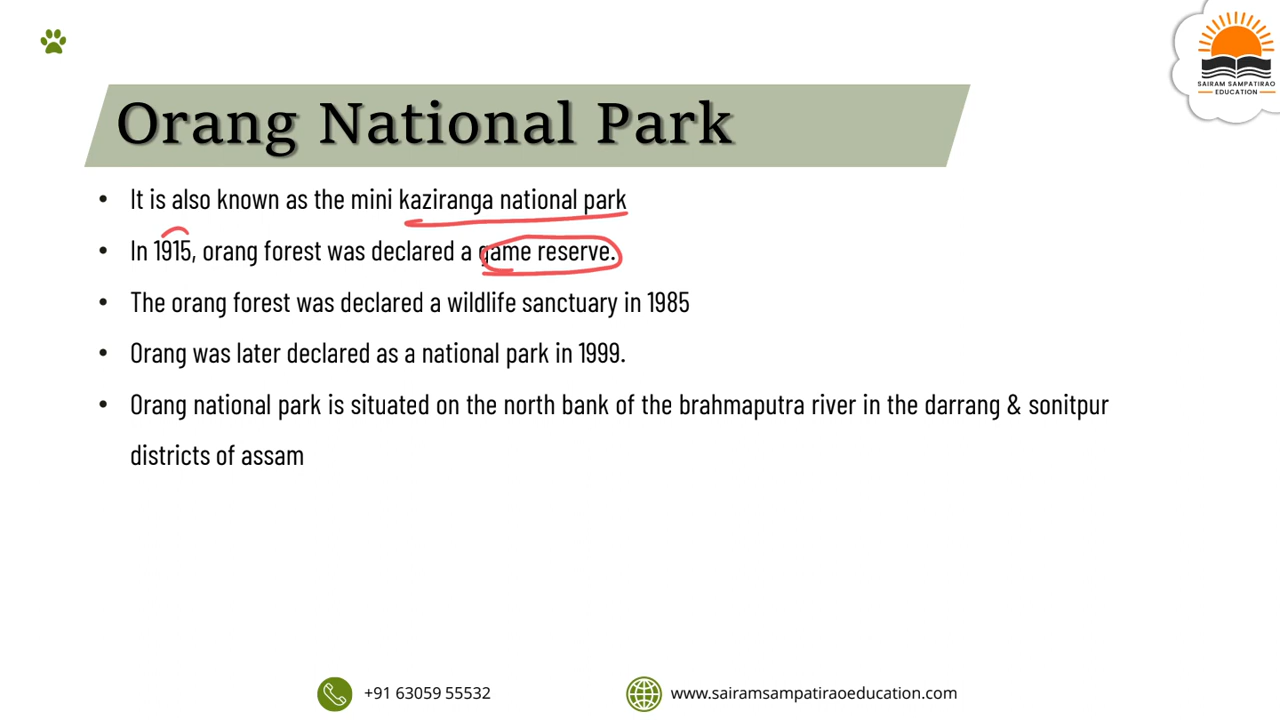 SAIRAM SAMPATIRAO
EDUCATION
Orang National Park
• It is also known as the mini kaziranga national park
• In 1915, orang forest was declared a game reserve.
• The orang forest was declared a wildlife sanctuary in 1985
• Orang was later declared as a national park in 1999.
• Orang national park is situated on the north bank of the brahmaputra river in the darrang & sonitpur
districts of assam
+91 63059 55532
www.sairamsampatiraoeducation.com